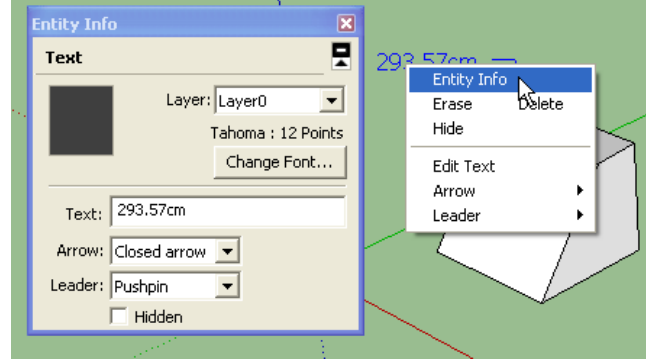 Entity Info
Text
Layer: Layer0
Tahoma : 12 Points
Change Font...
Text: 293.57cm
Arrow: Closed arrow
Leader: Pushpin
Hidden
293.57cm
Entity Info
Erase Delete
Hide
Edit Text
Arrow
Leader